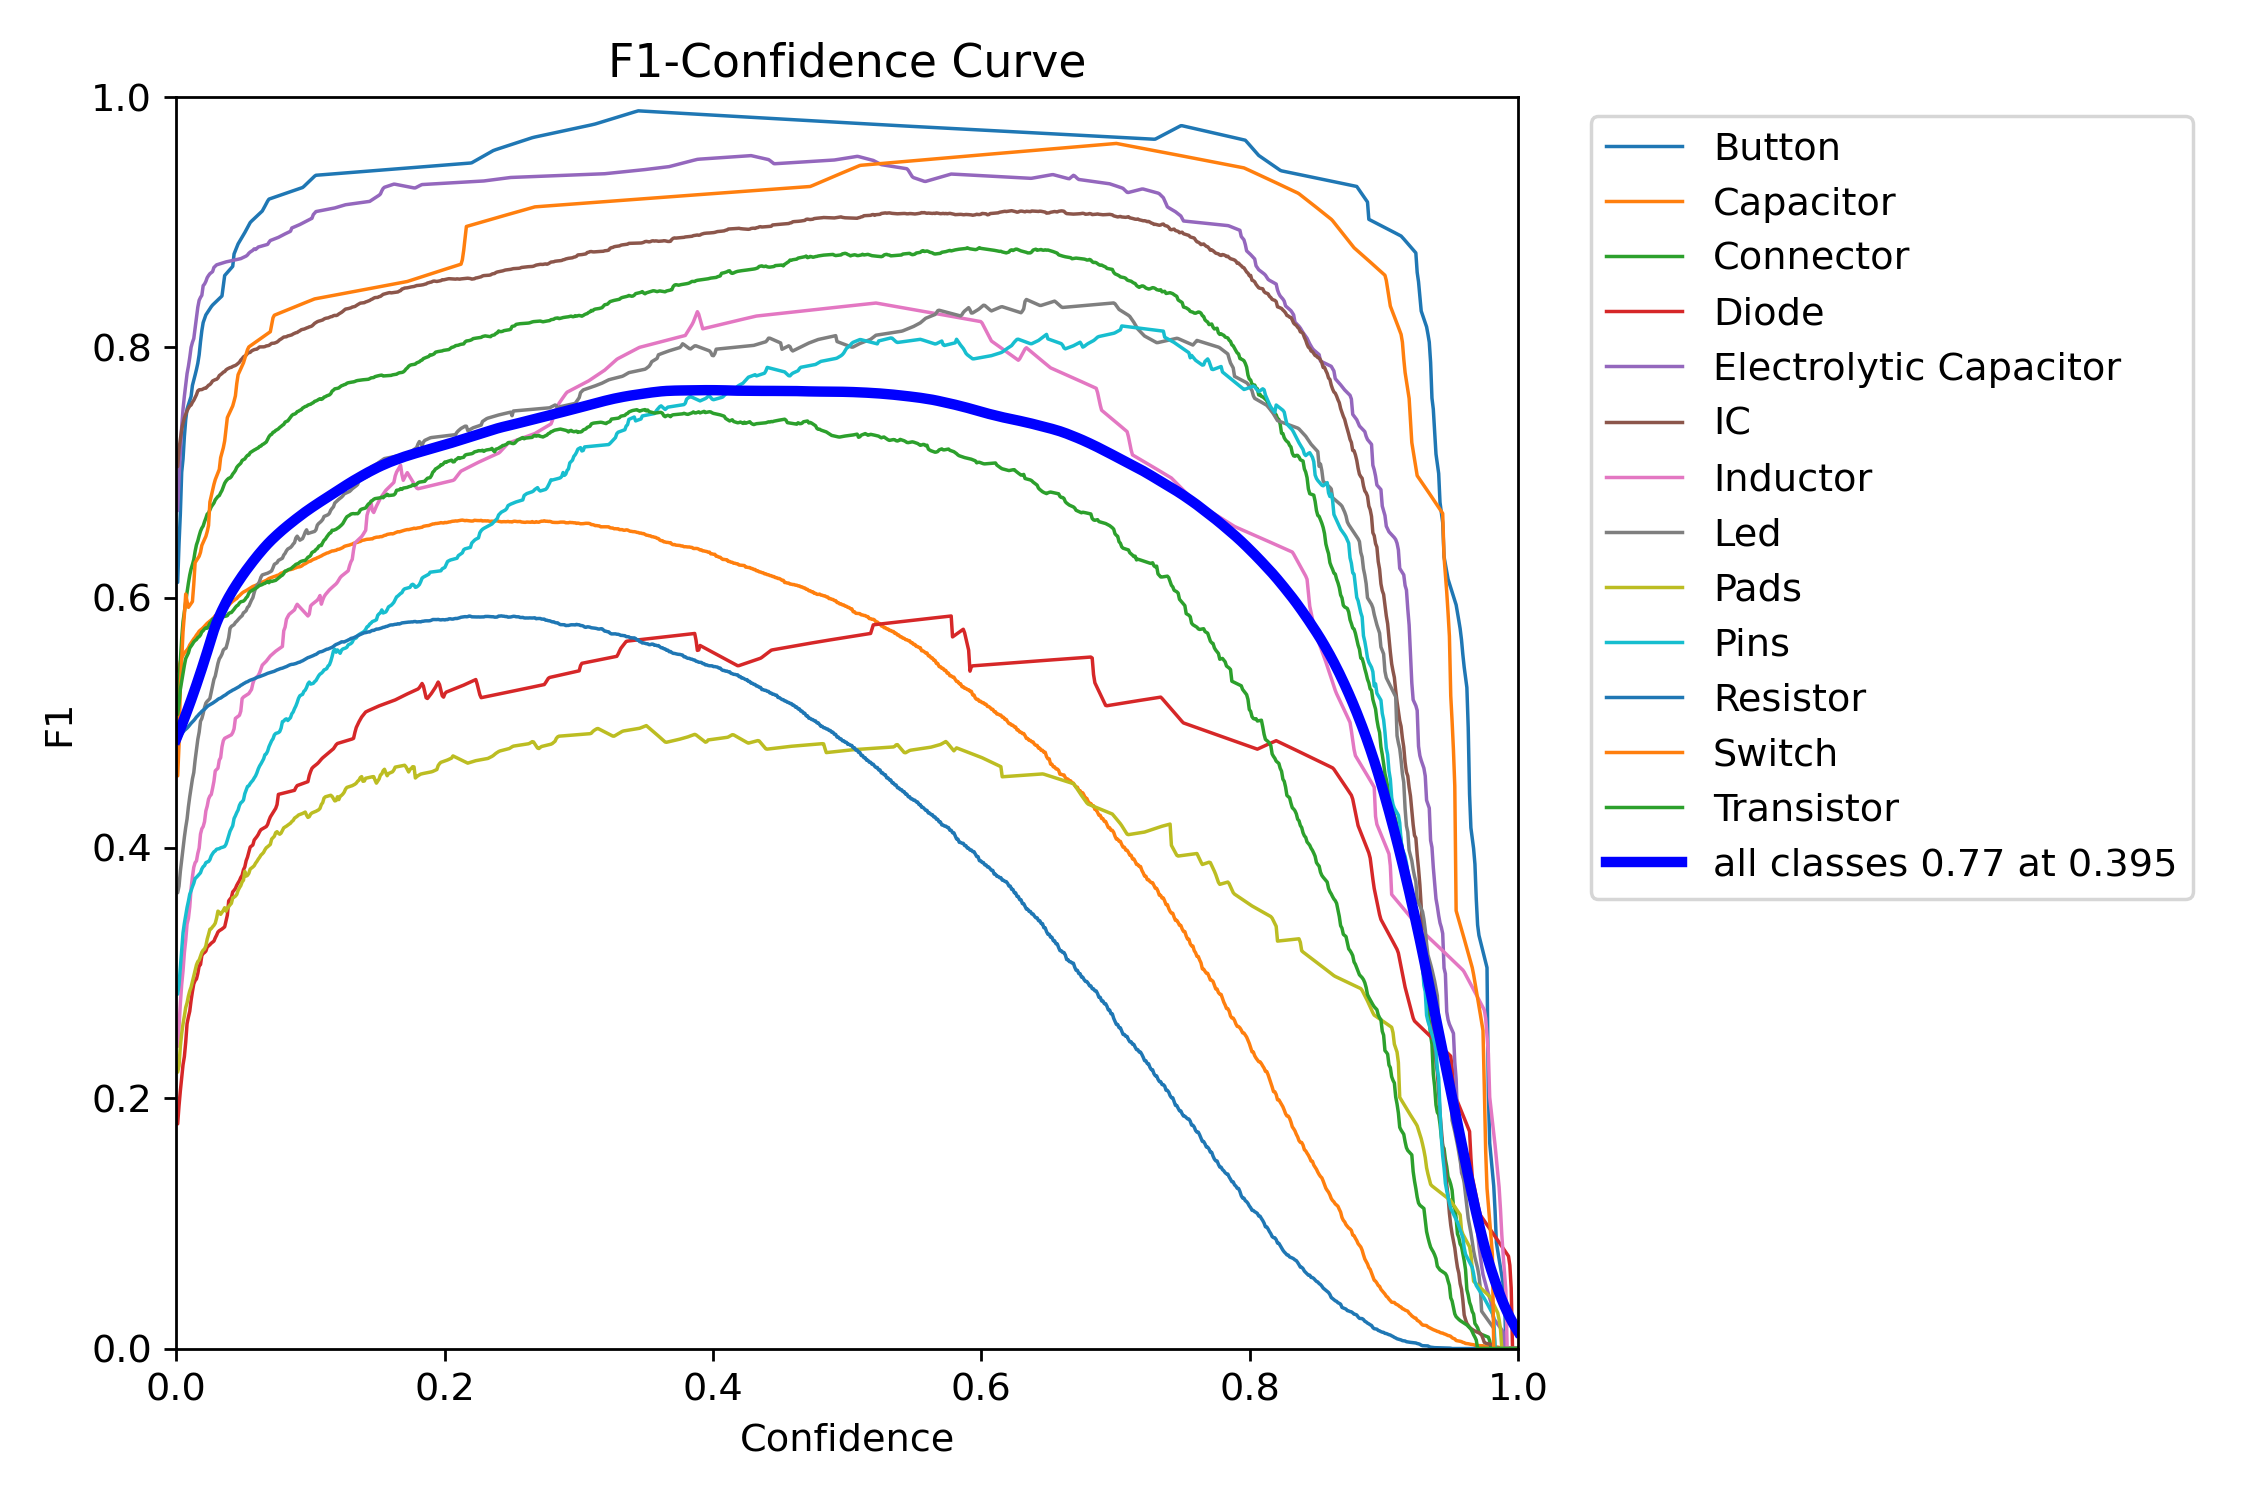 F1-Confidence Curve
1.0
0.8
0.6
0.4
0.2
0.0
F1
0.0 0.2 0.4 0.6 0.8 1.0
Confidence
Button
Capacitor
Connector
Diode
Electrolytic Capacitor
IC
Inductor
Led
Pads
Pins
Resistor
Switch
Transistor
all classes 0.77 at 0.395